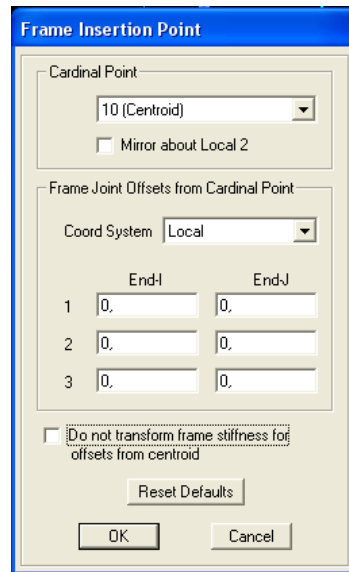 Frame Insertion Point
Cardinal Point
10 (Centroid)
Mirror about Local 2
Frame Joint Offsets from Cardinal Point
Coord System Local
End-I End-J
1 0, 0,
2 0, 0,
3 0, 0,
Do not transform frame stiffness for
offsets from centroid
Reset Defaults
OK Cancel